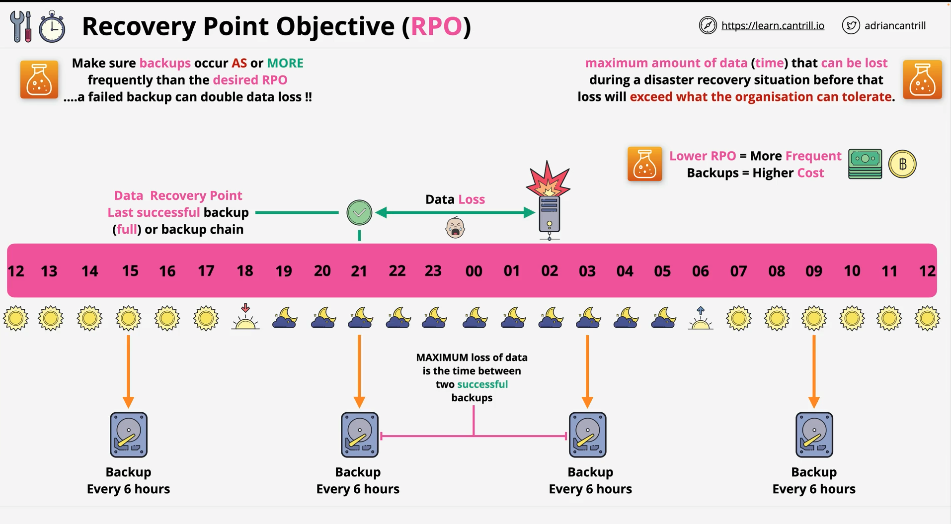 Recovery Point Objective (RPO)
https://learn.cantrill.io
adriancantrill
Make sure backups occur AS or MORE
frequently than the desired RPO
....a failed backup can double data loss !!
maximum amount of data (time) that can be lost
during a disaster recovery situation before that
loss will exceed what the organisation can tolerate.
Lower RPO = More Frequent
Backups = Higher Cost
B
Data Recovery Point
Last successful backup
(full) or backup chain
Data Loss
12 13 14 15 16 17 18 19 20 21 22 23 00 01 02 03 04 05 06 07 08 09 10 11 12
MAXIMUM loss of data
is the time between
two successful
backups
Backup
Every 6 hours
Backup
Every 6 hours
Backup
Every 6 hours
Backup
Every 6 hours